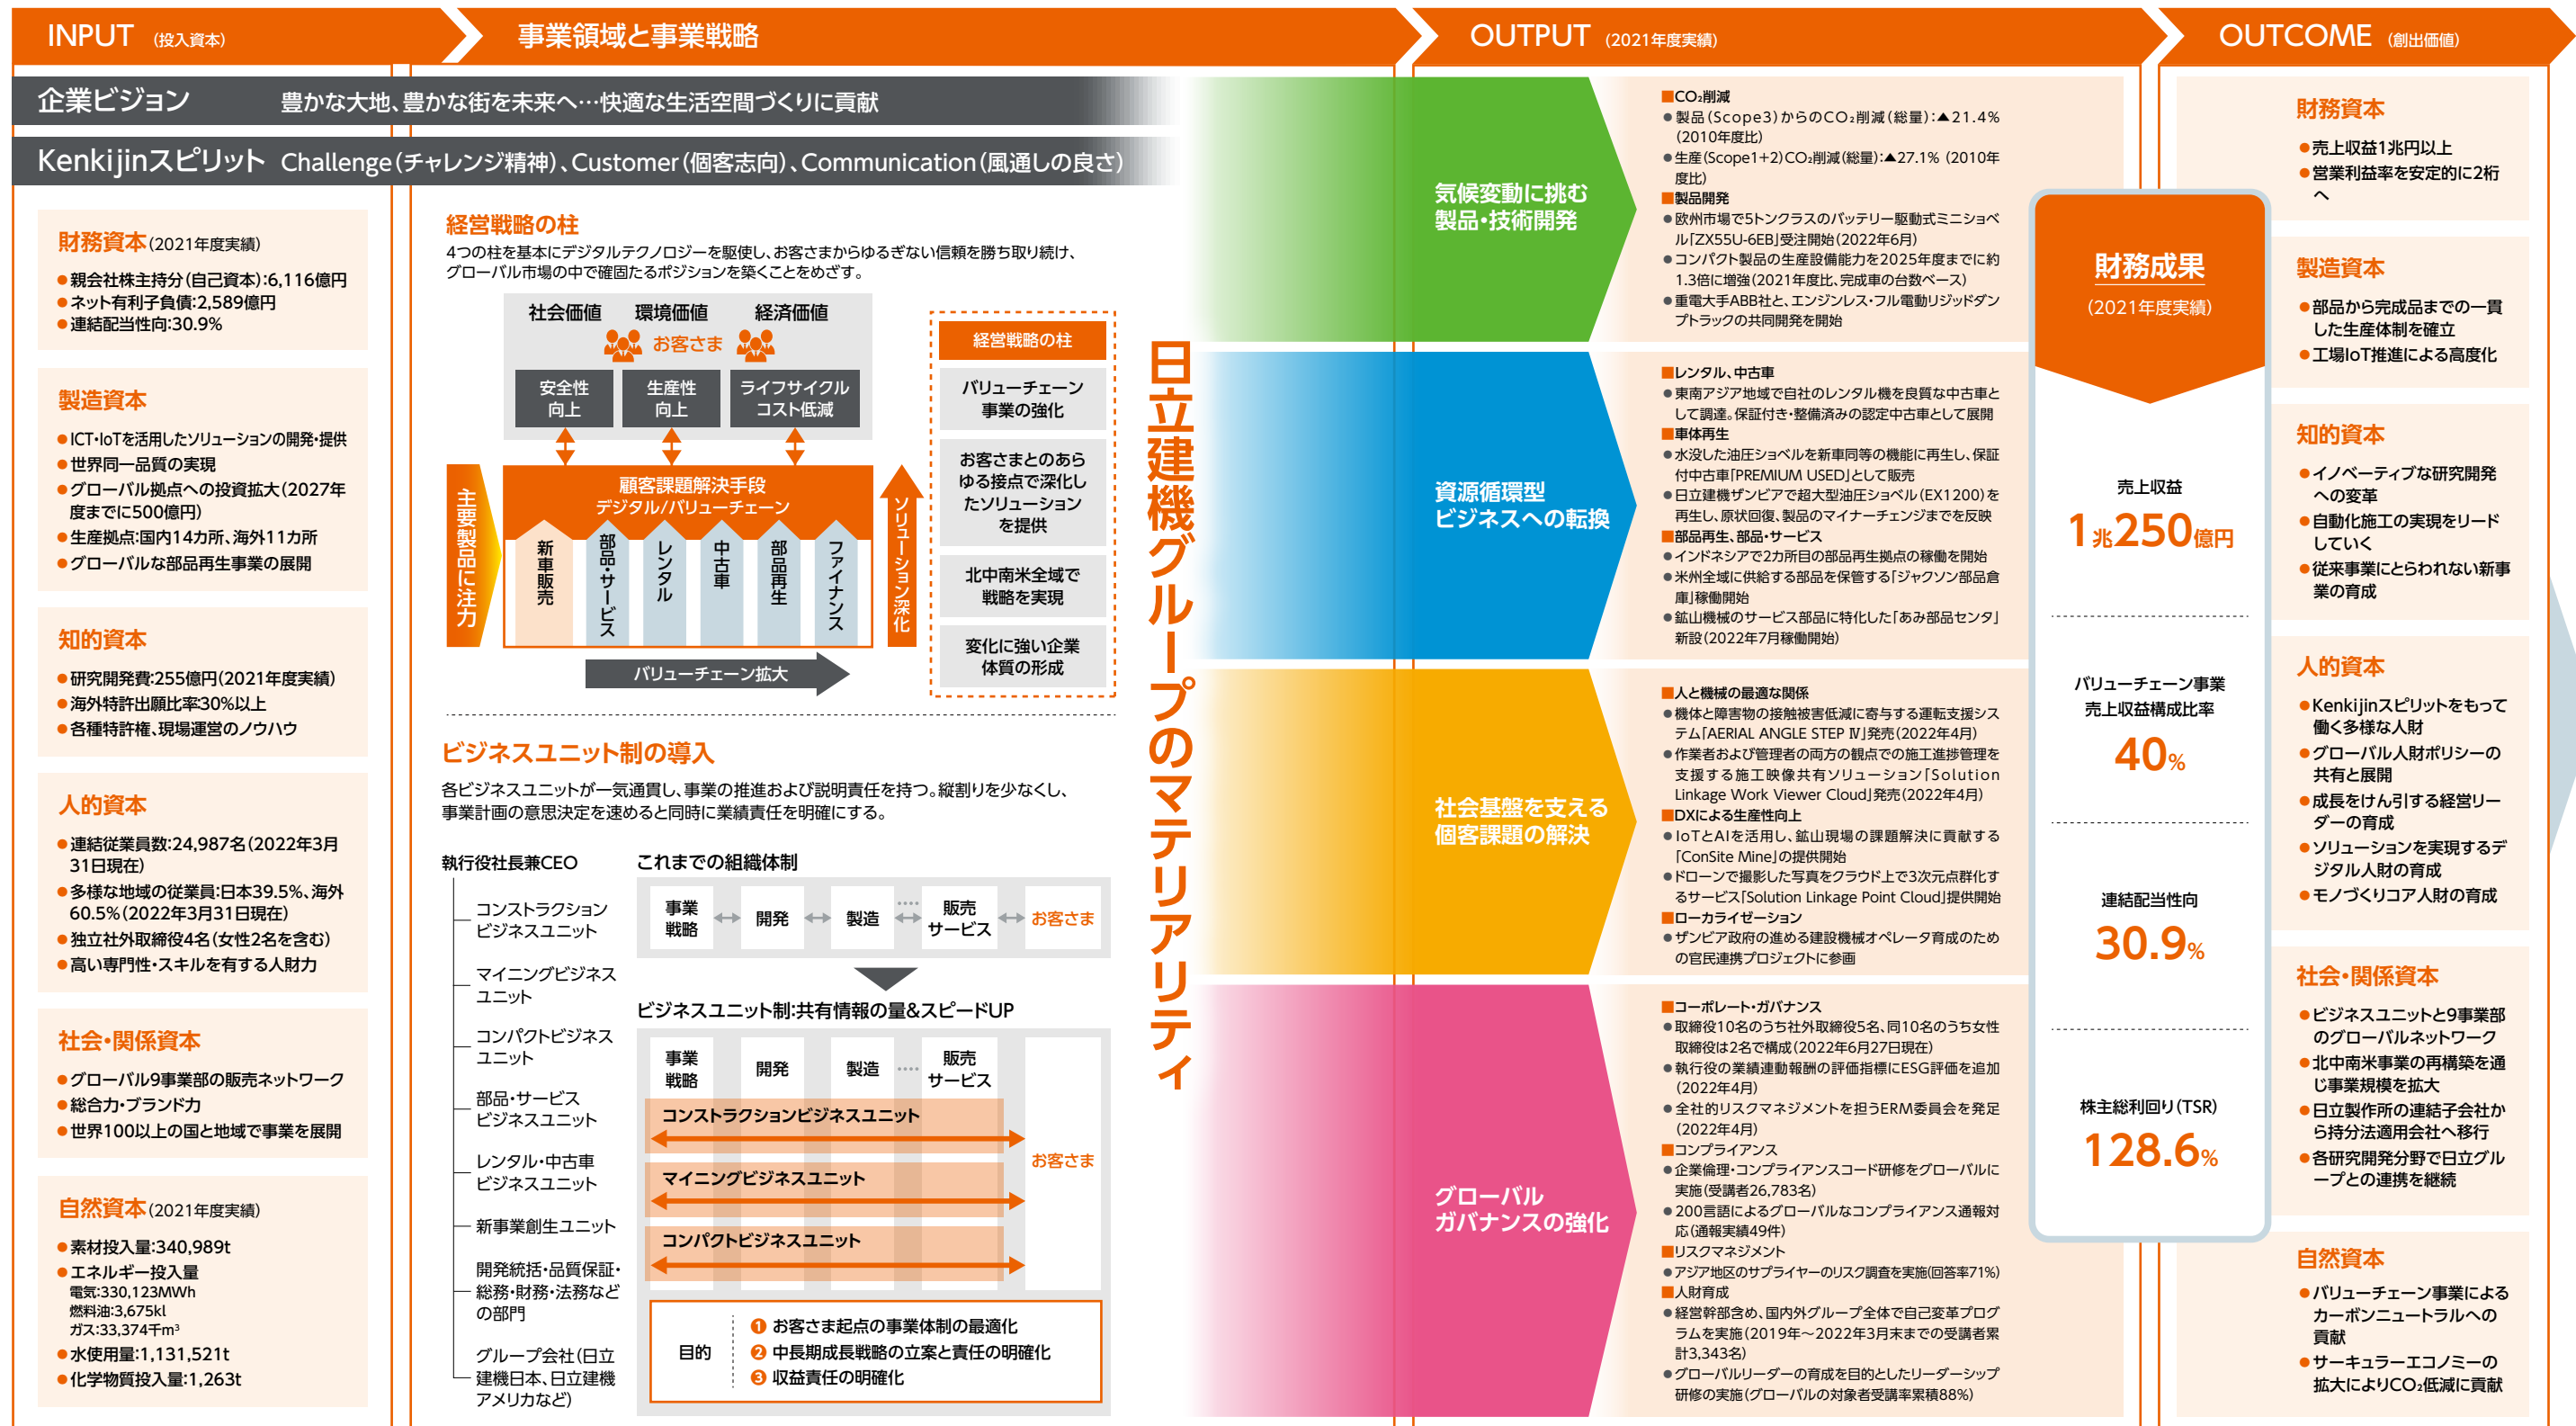 INPUT （投入資本）
事業領域と事業戦略
OUTPUT （2021年度実績）
OUTCOME （創出価値）
企業ビジョン 豊かな大地、豊かな街を未来へ…快適な生活空間づくりに貢献
Kenkijinスピリット Challenge（チャレンジ精神）、Customer（個客志向）、Communication（風通しの良さ）
財務資本（2021年度実績）
●親会社株主持分（自己資本）：6,116億円
●ネット有利子負債：2,589億円
●連結配当性向：30.9%
製造資本
●ICT・IoTを活用したソリューションの開発・提供
●世界同一品質の実現
●グローバル拠点への投資拡大（2027年
度までに500億円）
●生産拠点：国内14カ所、海外11カ所
●グローバルな部品再生事業の展開
知的資本
●研究開発費：255億円（2021年度実績）
●海外特許出願比率：30%以上
●各種特許権、現場運営のノウハウ
人的資本
●連結従業員数：24,987名（2022年3月
31日現在）
●多様な地域の従業員：日本39.5%、海外
60.5%（2022年3月31日現在）
●独立社外取締役4名（女性2名を含む）
●高い専門性・スキルを有する人財力
社会・関係資本
●グローバル9事業部の販売ネットワーク
●総合力・ブランド力
●世界100以上の国と地域で事業を展開
自然資本（2021年度実績）
●素材投入量：340,989t
●エネルギー投入量
電気：330,123MWh
燃料油：3,675kl
ガス：33,374千m³
●水使用量：1,131,521t
●化学物質投入量：1,263t
経営戦略の柱
4つの柱を基本にデジタルテクノロジーを駆使し、お客さまからゆるぎない信頼を勝ち取り続け、
グローバル市場の中で確固たるポジションを築くことをめざす。
社会価値 環境価値 経済価値
お客さま
安全性
向上
生産性
向上
ライフサイクル
コスト低減
主要製品に注力
顧客課題解決手段
デジタル/バリューチェーン
新車販売
部品・サービス
レンタル
中古車
部品再生
ファイナンス
ソリューション深化
バリューチェーン拡大
経営戦略の柱
バリューチェーン
事業の強化
お客さまとのあら
ゆる接点で深化し
たソリューション
を提供
北中南米全域で
戦略を実現
変化に強い企業
体質の形成
ビジネスユニット制の導入
各ビジネスユニットが一気通貫し、事業の推進および説明責任を持つ。縦割りを少なくし、
事業計画の意思決定を速めると同時に業績責任を明確にする。
執行役社長兼CEO
コンストラクション
ビジネスユニット
マイニングビジネス
ユニット
コンパクトビジネス
ユニット
部品・サービス
ビジネスユニット
レンタル・中古車
ビジネスユニット
新事業創生ユニット
開発統括・品質保証・
総務・財務・法務など
の部門
グループ会社（日立
建機日本、日立建機
アメリカなど）
これまでの組織体制
事業
戦略
開発
製造
‥‥
販売
サービス
お客さま
ビジネスユニット制：共有情報の量&スピードUP
事業
戦略
開発
製造
‥‥
販売
サービス
コンストラクションビジネスユニット
マイニングビジネスユニット
コンパクトビジネスユニット
お客さま
目的
❶ お客さま起点の事業体制の最適化
❷ 中長期成長戦略の立案と責任の明確化
❸ 収益責任の明確化
日立建機グループのマテリアリティ
気候変動に挑む
製品・技術開発
■CO₂削減
●製品（Scope3）からのCO₂削減（総量）：▲21.4%
（2010年度比）
●生産（Scope1+2）CO₂削減（総量）：▲27.1%（2010年
度比）
■製品開発
●欧州市場で5トンクラスのバッテリー駆動式ミニショベ
ル「ZX55U-6EB」受注開始（2022年6月）
●コンパクト製品の生産設備能力を2025年度までに約
1.3倍に増強（2021年度比、完成車の台数ベース）
●重電大手ABB社と、エンジンレス・フル電動リジッドダン
プトラックの共同開発を開始
資源循環型
ビジネスへの転換
■レンタル、中古車
●東南アジア地域で自社のレンタル機を良質な中古車と
して調達。保証付き・整備済みの認定中古車として展開
■車体再生
●水没した油圧ショベルを新車同等の機能に再生し、保証
付中古車「PREMIUM USED」として販売
●日立建機ザンビアで超大型油圧ショベル（EX1200）を
再生し、原状回復、製品のマイナーチェンジまでを反映
■部品再生、部品・サービス
●インドネシアで2カ所目の部品再生拠点の稼働を開始
●米州全域に供給する部品を保管する「ジャクソン部品倉
庫」稼働開始
●鉱山機械のサービス部品に特化した「あみ部品センタ」
新設（2022年7月稼働開始）
社会基盤を支える
個客課題の解決
■人と機械の最適な関係
●機体と障害物の接触被害低減に寄与する運転支援シス
テム「AERIAL ANGLE STEP Ⅳ」発売（2022年4月）
●作業者および管理者の両方の観点での施工進捗管理を
支援する施工映像共有ソリューション「Solution
Linkage Work Viewer Cloud」発売（2022年4月）
■DXによる生産性向上
●IoTとAIを活用し、鉱山現場の課題解決に貢献する
「ConSite Mine」の提供開始
●ドローンで撮影した写真をクラウド上で3次元点群化す
るサービス「Solution Linkage Point Cloud」提供開始
■ローカライゼーション
●ザンビア政府の進める建設機械オペレータ育成のため
の官民連携プロジェクトに参画
グローバル
ガバナンスの強化
■コーポレート・ガバナンス
●取締役10名のうち社外取締役5名、同10名のうち女性
取締役は2名で構成（2022年6月27日現在）
●執行役の業績連動報酬の評価指標にESG評価を追加
（2022年4月）
●全社的リスクマネジメントを担うERM委員会を発足
（2022年4月）
■コンプライアンス
●企業倫理・コンプライアンスコード研修をグローバルに
実施（受講者26,783名）
●200言語によるグローバルなコンプライアンス通報対
応（通報実績49件）
■リスクマネジメント
●アジア地区のサプライヤーのリスク調査を実施（回答率71%）
■人財育成
●経営幹部含め、国内外グループ全体で自己変革プログ
ラムを実施（2019年～2022年3月末までの受講者累
計3,343名）
●グローバルリーダーの育成を目的としたリーダーシップ
研修の実施（グローバルの対象者受講率累積88%）
財務成果
（2021年度実績）
売上収益
1兆250億円
バリューチェーン事業
売上収益構成比率
40%
連結配当性向
30.9%
株主総利回り（TSR）
128.6%
財務資本
●売上収益1兆円以上
●営業利益率を安定的に2桁
へ
製造資本
●部品から完成品までの一貫
した生産体制を確立
●工場IoT推進による高度化
知的資本
●イノベーティブな研究開発
への変革
●自動化施工の実現をリード
していく
●従来事業にとらわれない新事
業の育成
人的資本
●Kenkijinスピリットをもって
働く多様な人財
●グローバル人財ポリシーの
共有と展開
●成長をけん引する経営リー
ダーの育成
●ソリューションを実現するデ
ジタル人財の育成
●モノづくりコア人財の育成
社会・関係資本
●ビジネスユニットと9事業部
のグローバルネットワーク
●北中南米事業の再構築を通
じ事業規模を拡大
●日立製作所の連結子会社か
ら持分法適用会社へ移行
●各研究開発分野で日立グル
ープとの連携を継続
自然資本
●バリューチェーン事業による
カーボンニュートラルへの
貢献
●サーキュラーエコノミーの
拡大によりCO₂低減に貢献